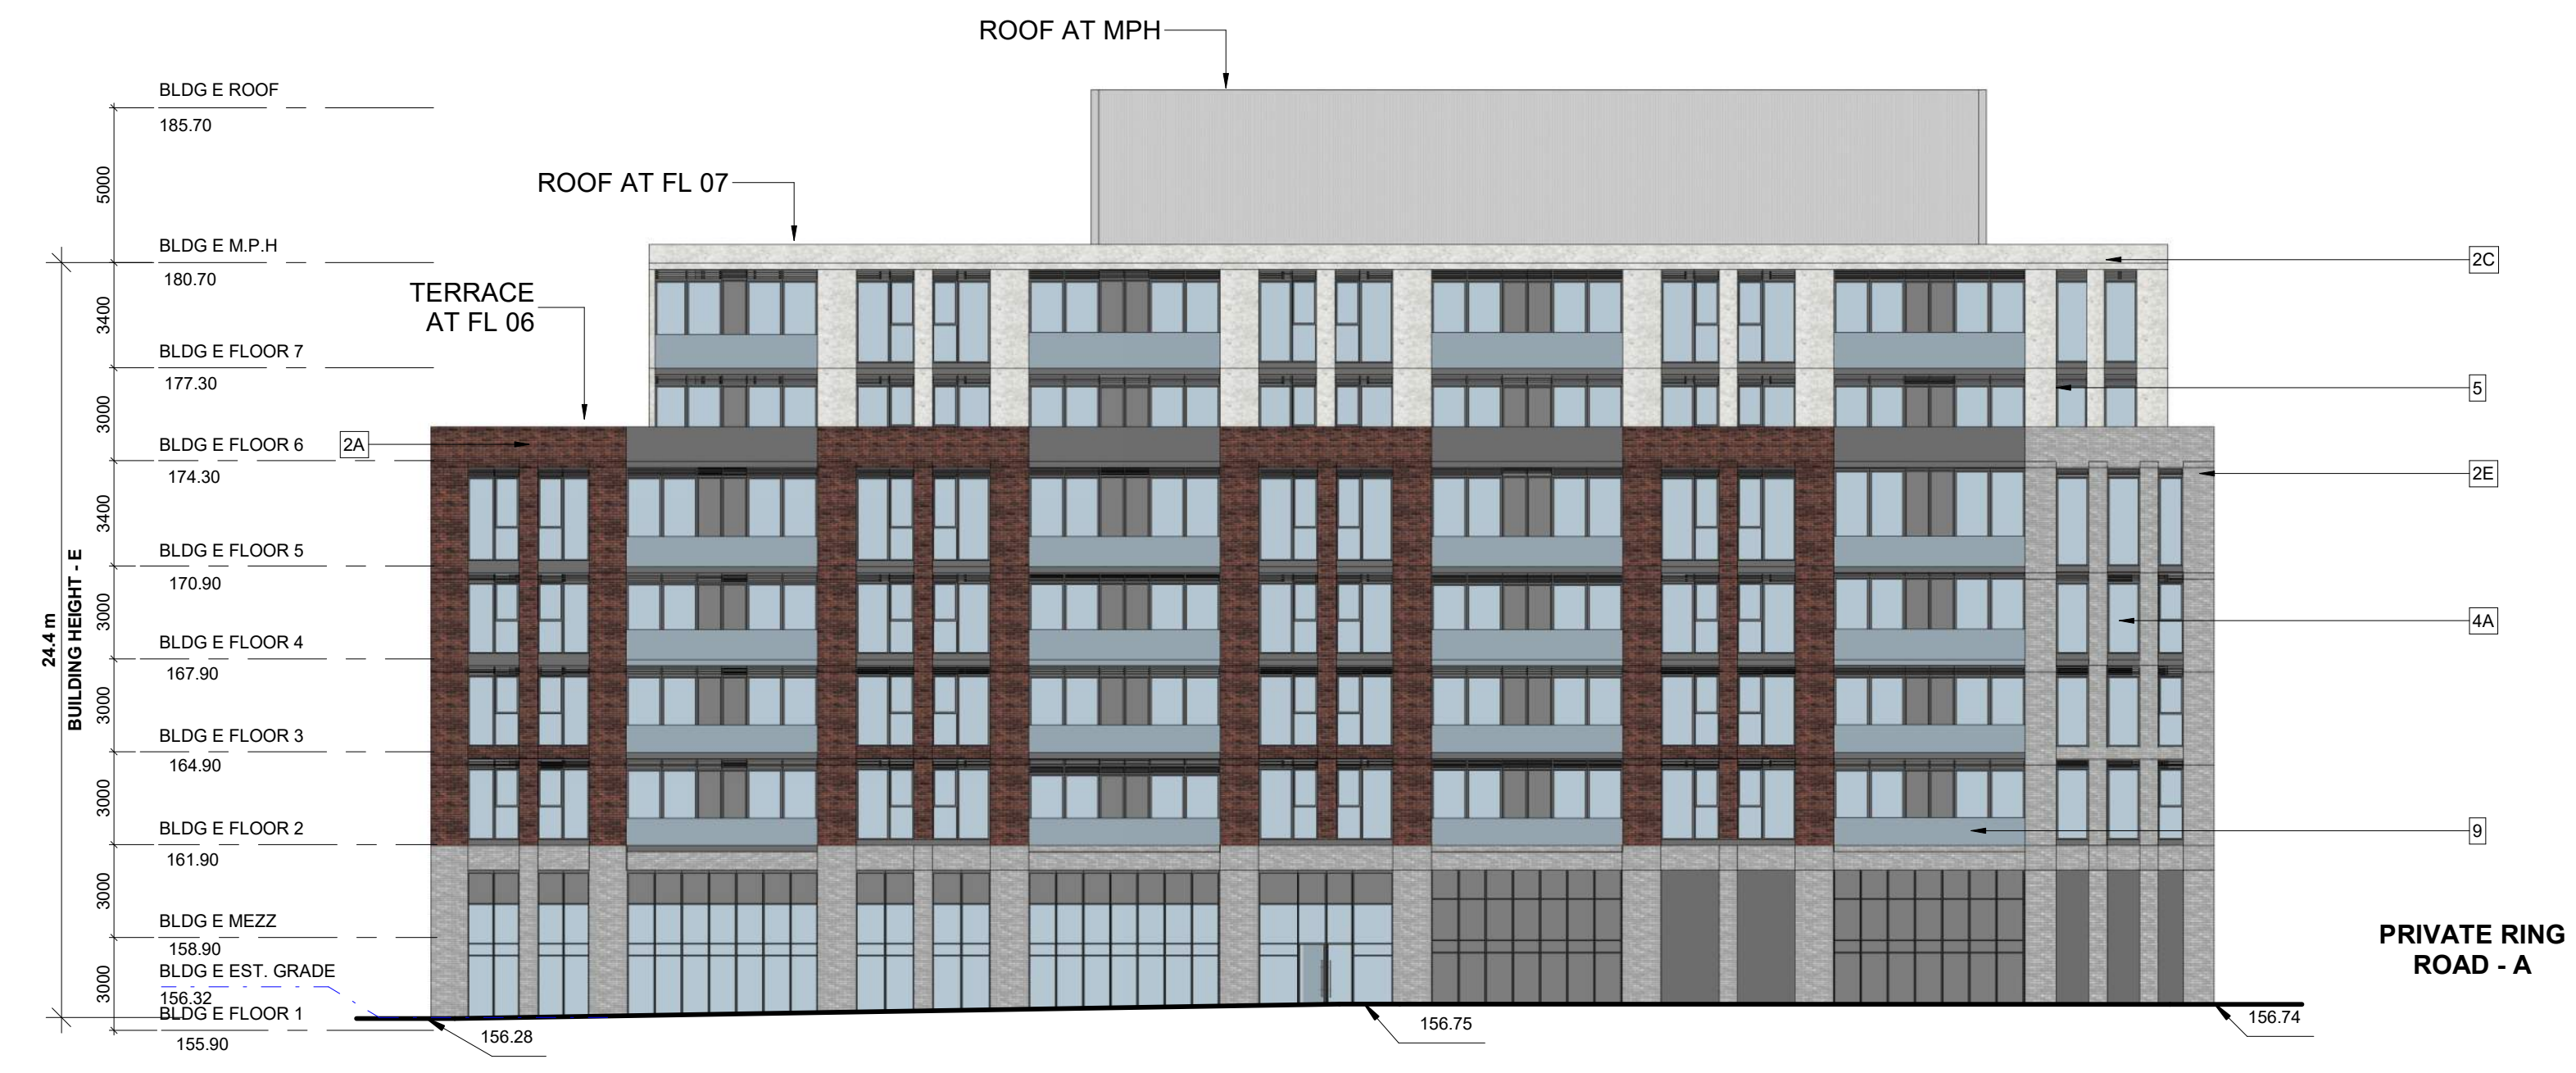 ROOF AT MPH
BLDG E ROOF
185.70
5000
ROOF AT FL 07
BLDG E M.P.H
180.70
2C
TERRACE
AT FL 06
3400
BLDG E FLOOR 7
177.30
5
3000
BLDG E FLOOR 6
2A
174.30
2E
3400
BLDG E FLOOR 5
170.90
24.4 m
BUILDING HEIGHT - E
3000
4A
BLDG E FLOOR 4
167.90
3000
BLDG E FLOOR 3
164.90
3000
BLDG E FLOOR 2
9
161.90
3000
BLDG E MEZZ
158.90
PRIVATE RING
ROAD - A
BLDG E EST. GRADE
3000
156.32
BLDG E FLOOR 1
155.90
156.28
156.75
156.74